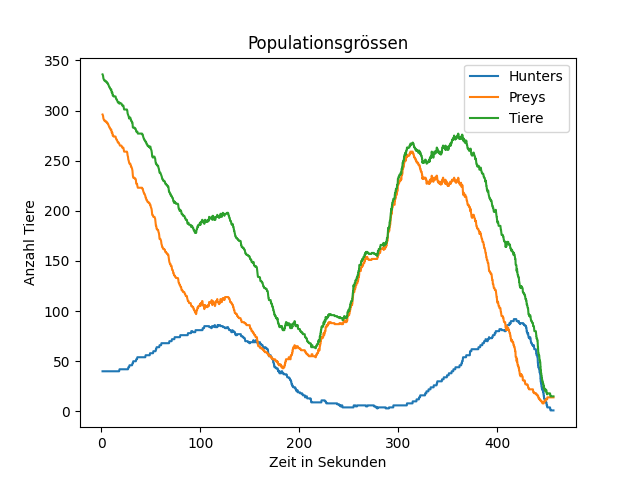 Populationsgrössen
Hunters
Preys
Tiere
Anzahl Tiere
350
300
250
200
150
100
50
0
0 100 200 300 400
Zeit in Sekunden